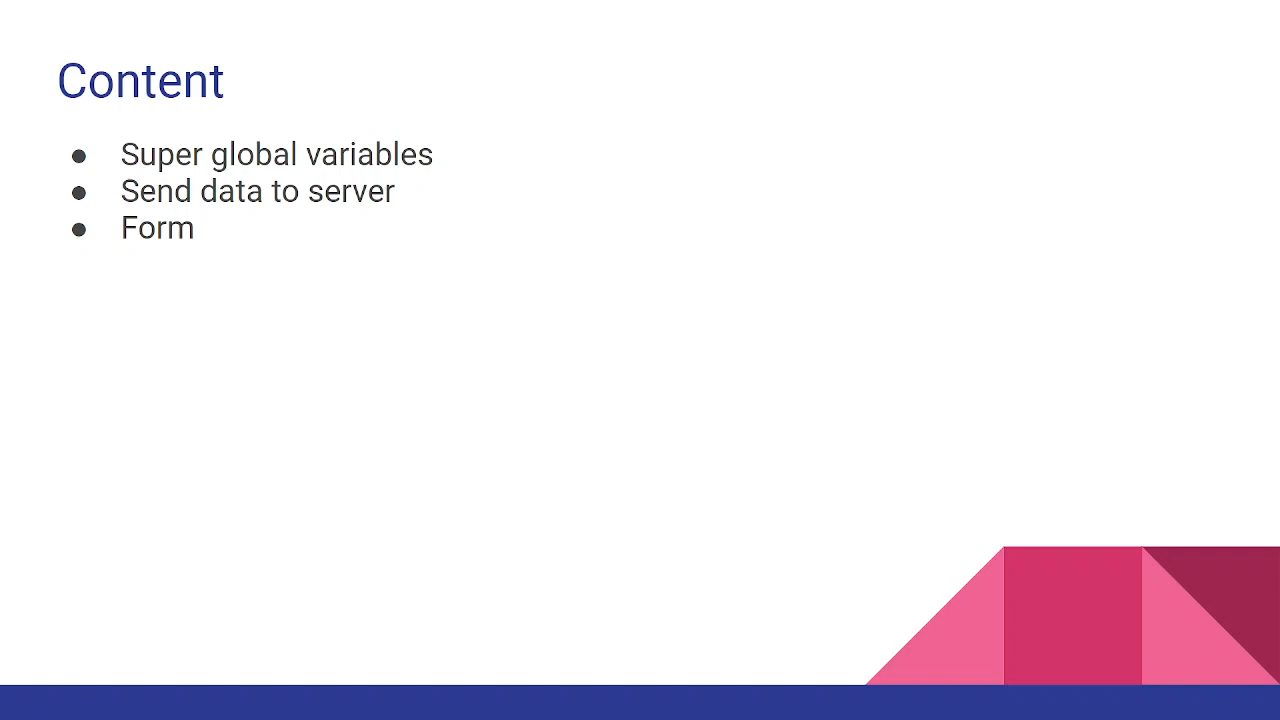 Content
● Super global variables
● Send data to server
● Form